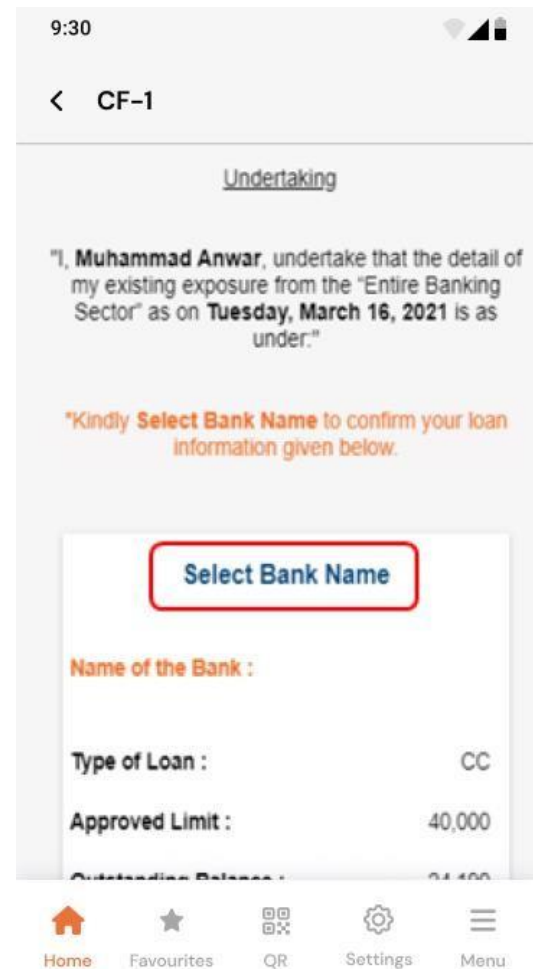 9:30
CF-1
Undertaking
"I, Muhammad Anwar, undertake that the detail of
my existing exposure from the "Entire Banking
Sector" as on Tuesday, March 16, 2021 is as
under:"
"Kindly Select Bank Name to confirm your loan
information given below.
Select Bank Name
Name of the Bank :
Type of Loan : CC
Approved Limit : 40,000
Outstanding Balance :
Home Favourites QR Settings Menu